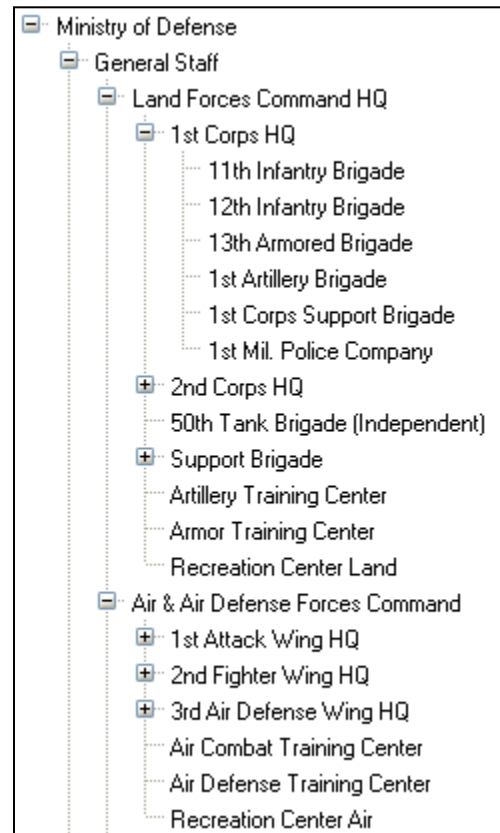 Ministry of Defense
General Staff
Land Forces Command HQ
1st Corps HQ
11th Infantry Brigade
12th Infantry Brigade
13th Armored Brigade
1st Artillery Brigade
1st Corps Support Brigade
1st Mil. Police Company
2nd Corps HQ
50th Tank Brigade (Independent)
Support Brigade
Artillery Training Center
Armor Training Center
Recreation Center Land
Air & Air Defense Forces Command
1st Attack Wing HQ
2nd Fighter Wing HQ
3rd Air Defense Wing HQ
Air Combat Training Center
Air Defense Training Center
Recreation Center Air